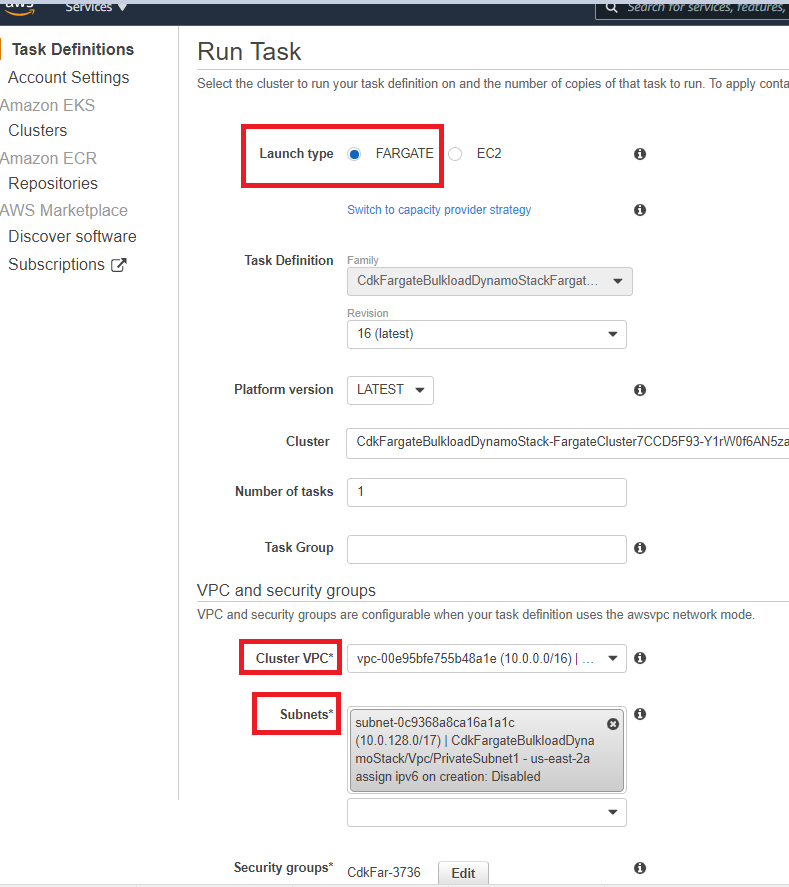 aws
Services
Search for services, features,
Task Definitions
Account Settings
Amazon EKS
Clusters
Amazon ECR
Repositories
AWS Marketplace
Discover software
Subscriptions
Run Task
Select the cluster to run your task definition on and the number of copies of that task to run. To apply conta
Launch type FARGATE EC2
Switch to capacity provider strategy
Task Definition Family
CdkFargateBulkloadDynamoStackFargat...
Revision
16 (latest)
Platform version LATEST
Cluster CdkFargateBulkloadDynamoStack-FargateCluster7CCD5F93-Y1rW0f6AN5za
Number of tasks 1
Task Group
VPC and security groups
VPC and security groups are configurable when your task definition uses the awsvpc network mode.
Cluster VPC* vpc-00e95bfe755b48a1e (10.0.0.0/16) | ...
Subnets*
subnet-0c9368a8ca16a1a1c
(10.0.128.0/17) | CdkFargateBulkloadDyna
moStack/Vpc/PrivateSubnet1 - us-east-2a
assign ipv6 on creation: Disabled
Security groups* CdkFar-3736 Edit